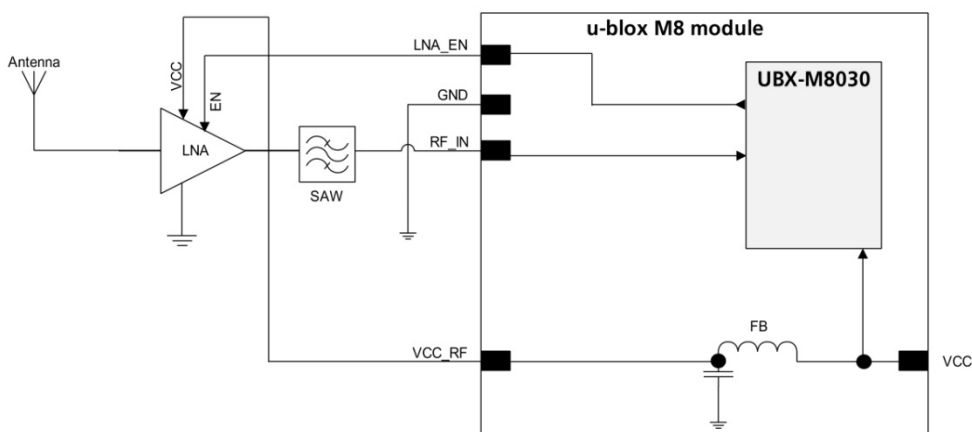 u-blox M8 module
LNA_EN
UBX-M8030
Antenna
VCC
EN
GND
LNA
RF_IN
SAW
FB
VCC_RF
VCC